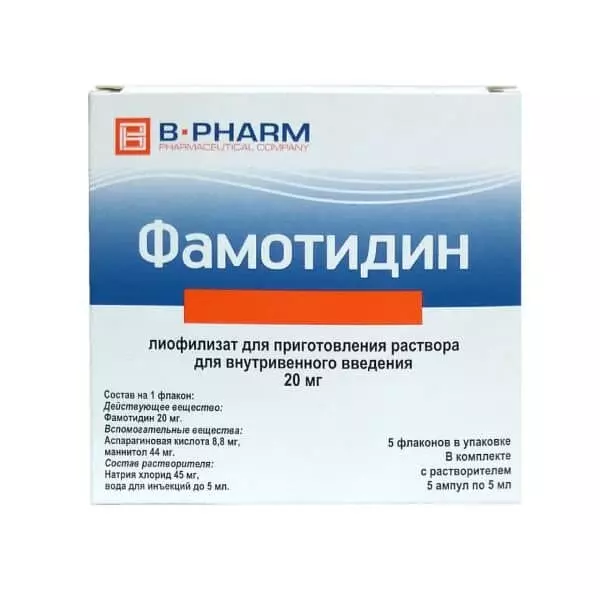 B·PHARM
PHARMACEUTICAL COMPANY
Фамотидин
лиофилизат для приготовления раствора
для внутривенного введения
20 мг
Состав на 1 флакон:
Действующее вещество:
Фамотидин 20 мг.
Вспомогательные вещества:
Аспарагиновая кислота 8,8 мг,
маннитол 44 мг.
Состав растворителя:
Натрия хлорид 45 мг,
вода для инъекций до 5 мл.
5 флаконов в упаковке
В комплекте
с растворителем
5 ампул по 5 мл